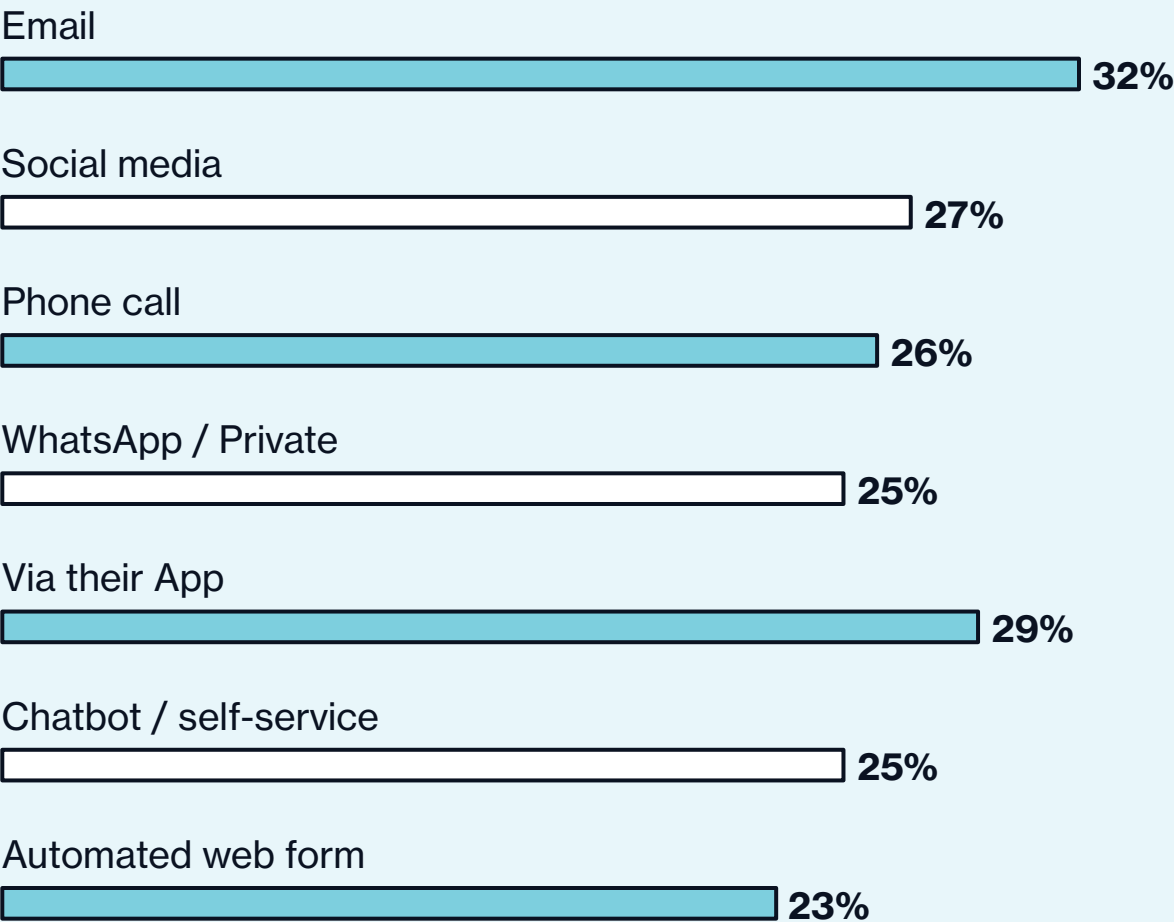 Email
32%
Social media
27%
Phone call
26%
WhatsApp / Private
25%
Via their App
29%
Chatbot / self-service
25%
Automated web form
23%